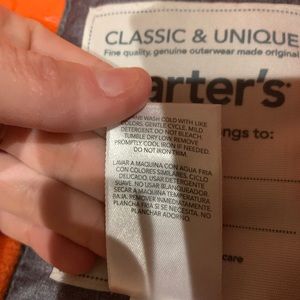 CLASSIC & UNIQUE
Fine quality, genuine outerwear made original
arter's
ngs to:
INE WASH COLD WITH LIKE
OLORS. GENTLE CYCLE. MILD
DETERGENT. DO NOT BLEACH.
TUMBLE DRY LOW. REMOVE
PROMPTLY. COOL IRON IF NEEDED.
DO NOT IRON TRIM.
LAVAR A MAQUINA CON AGUA FRIA
CON COLORES SIMILARES. CICLO
DELICADO. USAR DETERGENTE
SUAVE. NO USAR BLANQUEADOR.
SECAR A MAQUINA TEMPERATURA
BAJA. REMOVER INMEDIATAMENTE
PLANCHA FRIA SI SE NECESITA. NO
PLANCHAR ADORNO.
care